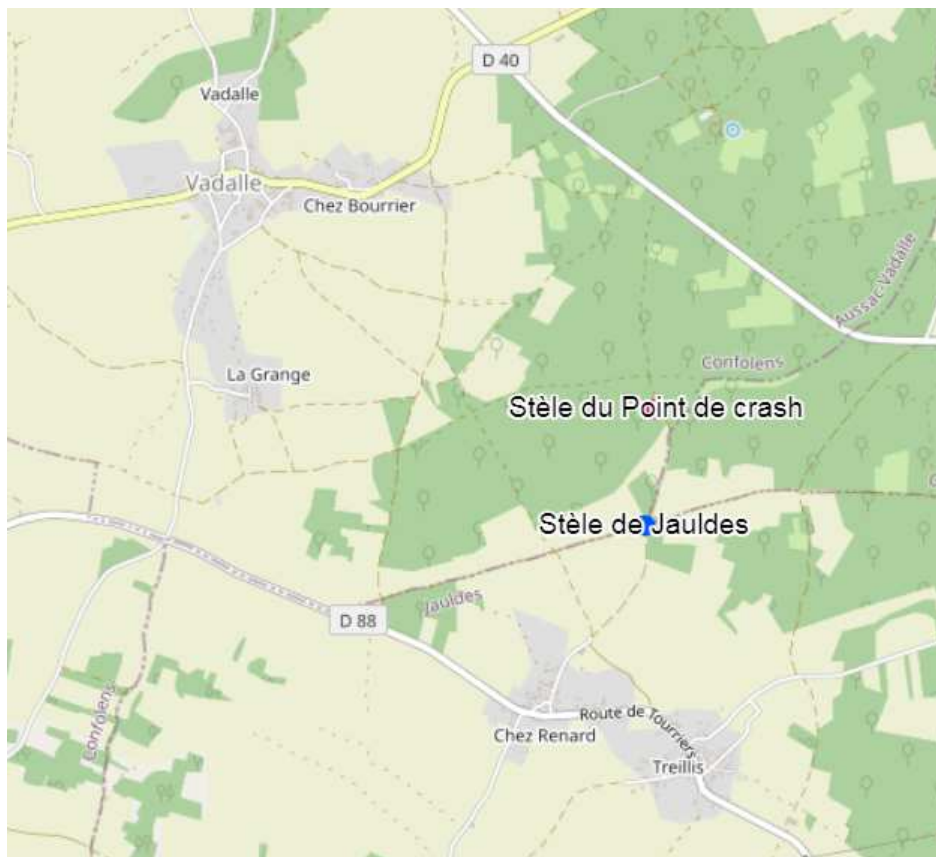 D 40
Vadalle
Vadalle
Chez Bourrier
Aussac-Vadalle
Confolens
La Grange
Stèle du Point de crash
Stèle de Jauldes
Jauldes
D 88
Confolens
Route de Tourriers
Chez Renard
Treillis